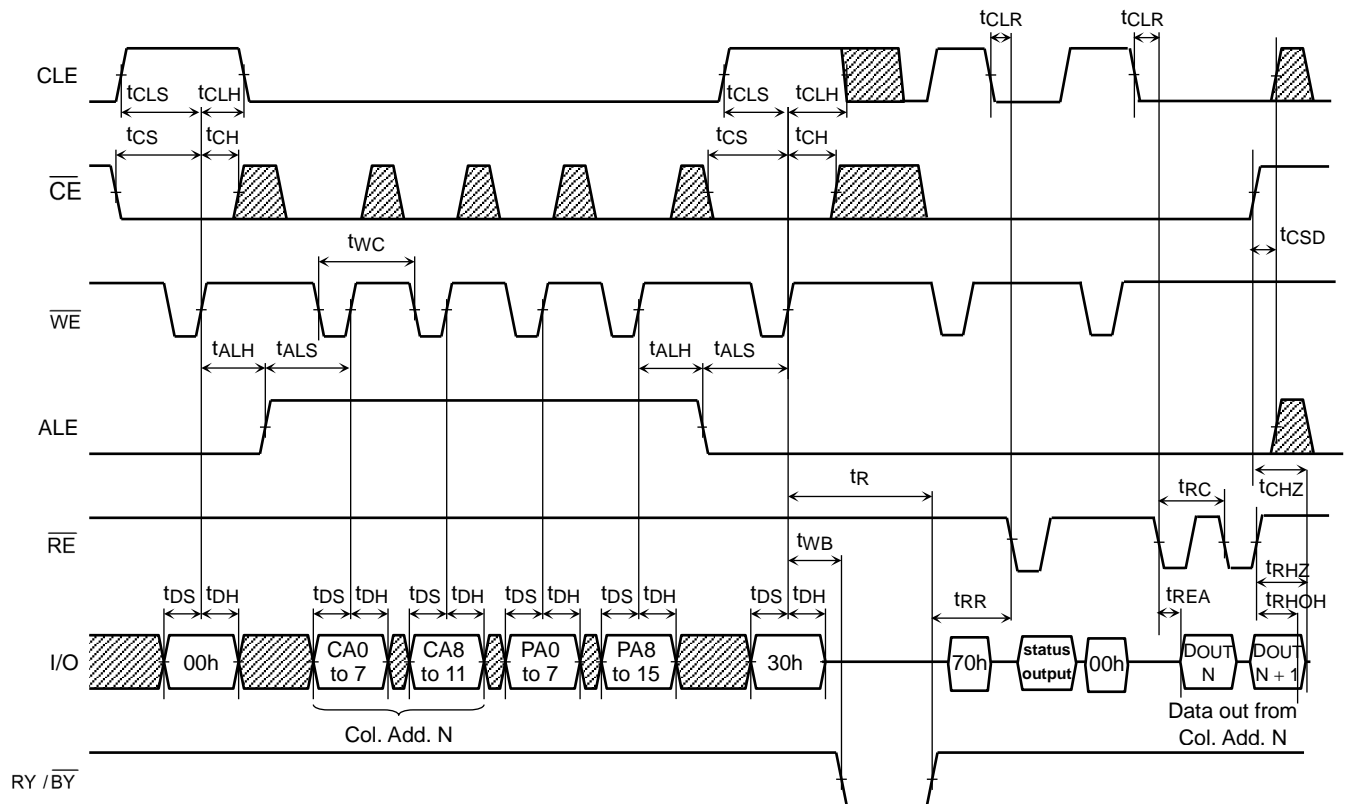 tCLR tCLR
CLE
tCLS tCLH tCLS tCLH
tCS tCH tCS tCH
CE
tWC tCSD
WE
tALH tALS tALH tALS
ALE
tR tRC tCHZ
RE
tWB
tDS tDH tDS tDH tDS tDH tDS tDH tDS tDH tDS tDH tRR tREA tRHZ
tRHOH
I/O 00h CA0 to 7 CA8 to 11 PA0 to 7 PA8 to 15 30h 70h status output 00h DOUT N DOUT N + 1
Col. Add. N
Data out from
Col. Add. N
RY / BY